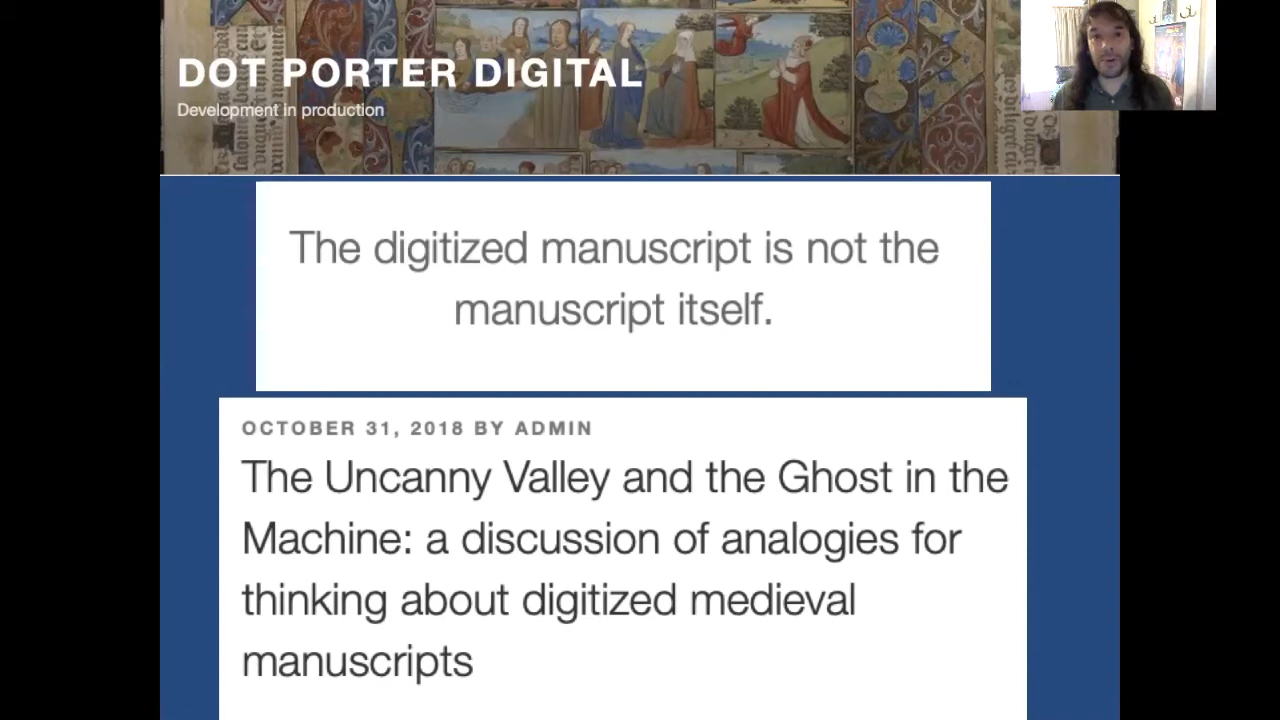 DOT PORTER DIGITAL
Development in production
The digitized manuscript is not the
manuscript itself.
OCTOBER 31, 2018 BY ADMIN
The Uncanny Valley and the Ghost in the
Machine: a discussion of analogies for
thinking about digitized medieval
manuscripts